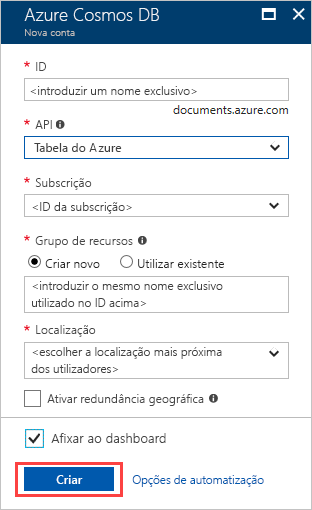 Azure Cosmos DB
Nova conta
* ID
<introduzir um nome exclusivo>
documents.azure.com
* API
Tabela do Azure
* Subscrição
<ID da subscrição>
* Grupo de recursos
Criar novo Utilizar existente
<introduzir o mesmo nome exclusivo
utilizado no ID acima>
* Localização
<escolher a localização mais próxima
dos utilizadores>
Ativar redundância geográfica
Afixar ao dashboard
Criar Opções de automatização